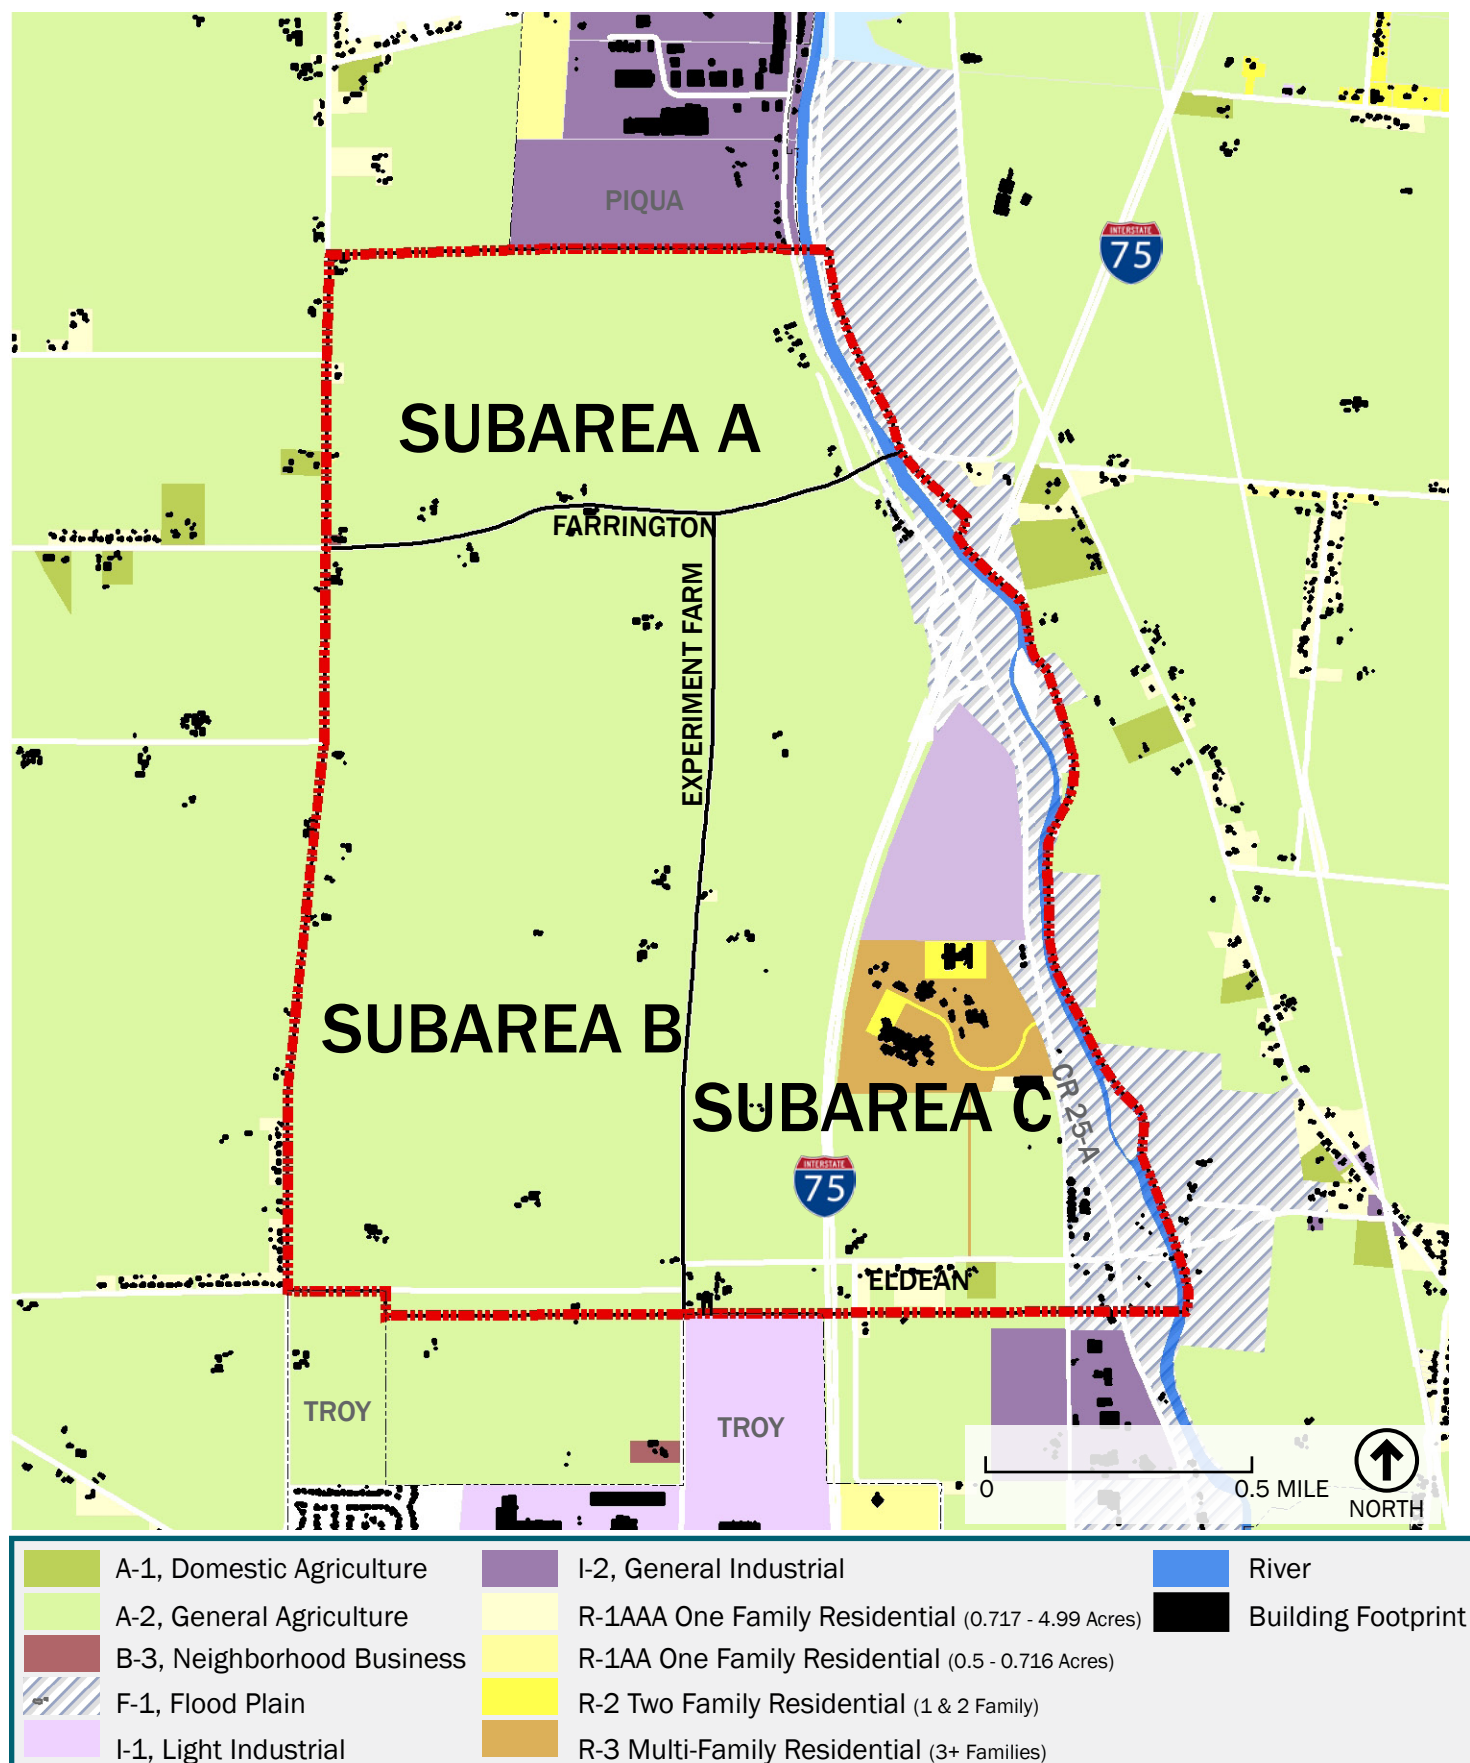 PIQUA
INTERSTATE
75
SUBAREA A
FARRINGTON
EXPERIMENT FARM
SUBAREA B
SUBAREA C
CR 25-A
INTERSTATE
75
ELDEAN
TROY
TROY
0
0.5 MILE
NORTH
A-1, Domestic Agriculture
A-2, General Agriculture
B-3, Neighborhood Business
F-1, Flood Plain
I-1, Light Industrial
I-2, General Industrial
R-1AAA One Family Residential (0.717 - 4.99 Acres)
R-1AA One Family Residential (0.5 - 0.716 Acres)
R-2 Two Family Residential (1 & 2 Family)
R-3 Multi-Family Residential (3+ Families)
River
Building Footprint